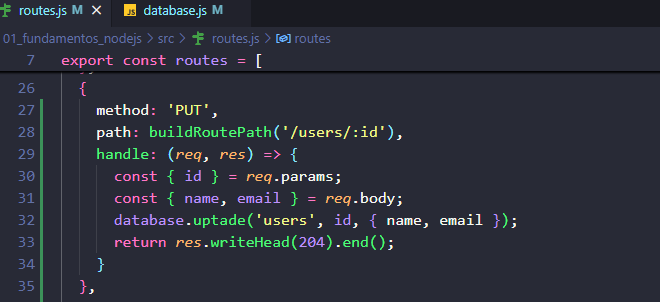 routes.js M ×
JS database.js M
01_fundamentos_nodejs > src > routes.js > routes
7 export const routes = [
26 {
27 method: 'PUT',
28 path: buildRoutePath('/users/:id'),
29 handle: (req, res) => {
30 const { id } = req.params;
31 const { name, email } = req.body;
32 database.uptade('users', id, { name, email });
33 return res.writeHead(204).end();
34 }
35 },